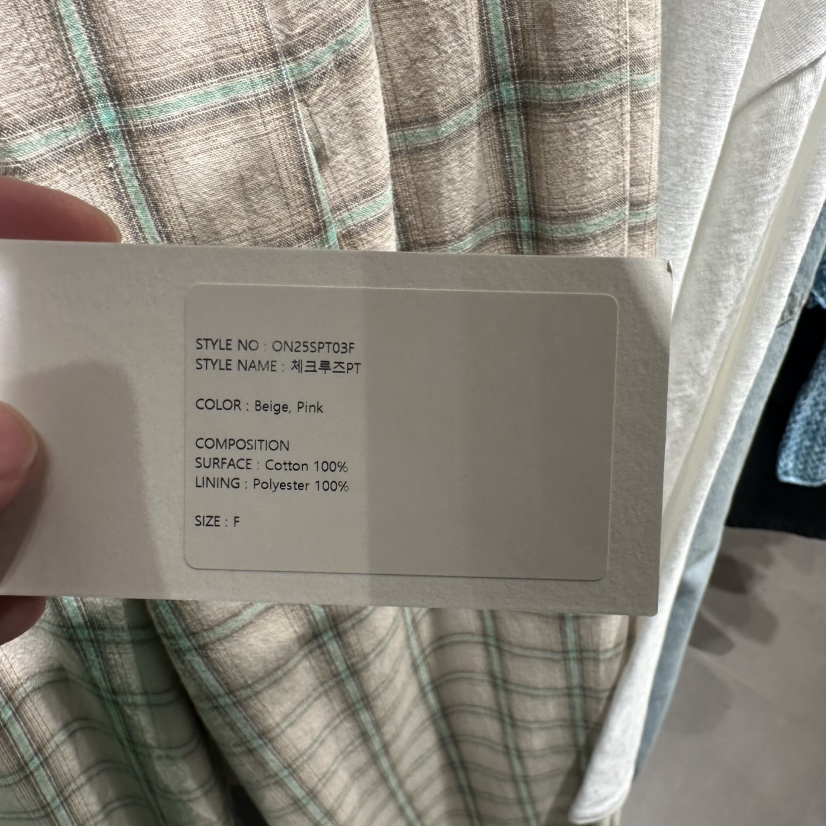 STYLE NO : ON25SPT03F
STYLE NAME : 체크루즈PT
COLOR : Beige, Pink
COMPOSITION
SURFACE : Cotton 100%
LINING : Polyester 100%
SIZE : F